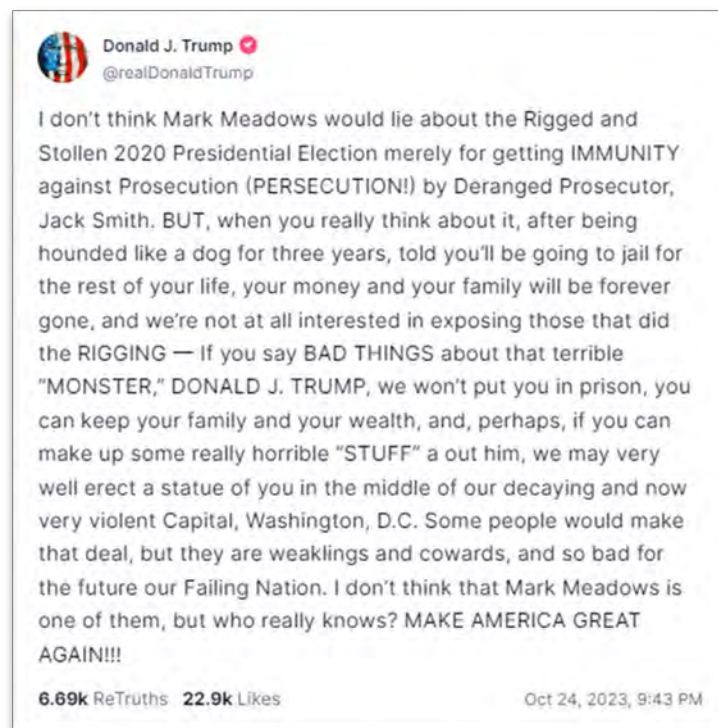 Donald J. Trump
@realDonaldTrump
I don't think Mark Meadows would lie about the Rigged and
Stollen 2020 Presidential Election merely for getting IMMUNITY
against Prosecution (PERSECUTION!) by Deranged Prosecutor,
Jack Smith. BUT, when you really think about it, after being
hounded like a dog for three years, told you'll be going to jail for
the rest of your life, your money and your family will be forever
gone, and we're not at all interested in exposing those that did
the RIGGING — If you say BAD THINGS about that terrible
"MONSTER," DONALD J. TRUMP, we won't put you in prison, you
can keep your family and your wealth, and, perhaps, if you can
make up some really horrible "STUFF" a out him, we may very
well erect a statue of you in the middle of our decaying and now
very violent Capital, Washington, D.C. Some people would make
that deal, but they are weaklings and cowards, and so bad for
the future our Failing Nation. I don't think that Mark Meadows is
one of them, but who really knows? MAKE AMERICA GREAT
AGAIN!!!
6.69k ReTruths 22.9k Likes Oct 24, 2023, 9:43 PM